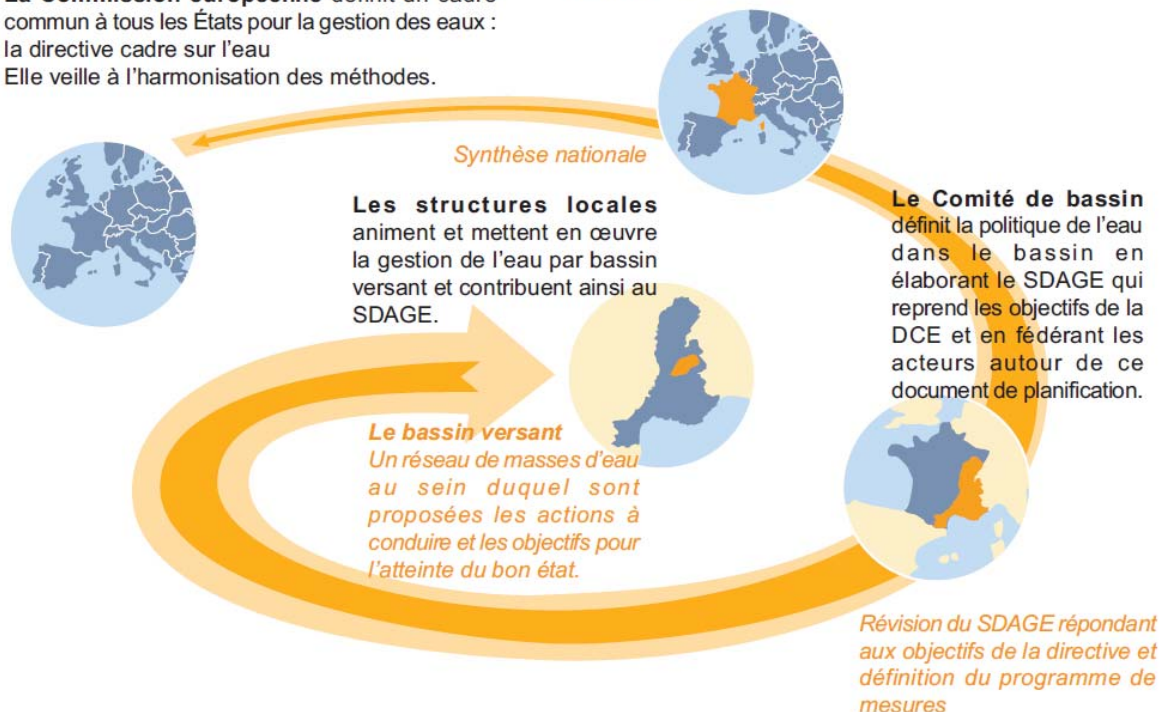 commun à tous les États pour la gestion des eaux :
la directive cadre sur l'eau
Elle veille à l'harmonisation des méthodes.
Synthèse nationale
Les structures locales
animent et mettent en œuvre
la gestion de l'eau par bassin
versant et contribuent ainsi au
SDAGE.
Le Comité de bassin
définit la politique de l'eau
dans le bassin en
élaborant le SDAGE qui
reprend les objectifs de la
DCE et en fédérant les
acteurs autour de ce
document de planification.
Le bassin versant
Un réseau de masses d'eau
au sein duquel sont
proposées les actions à
conduire et les objectifs pour
l'atteinte du bon état.
Révision du SDAGE répondant
aux objectifs de la directive et
définition du programme de
mesures